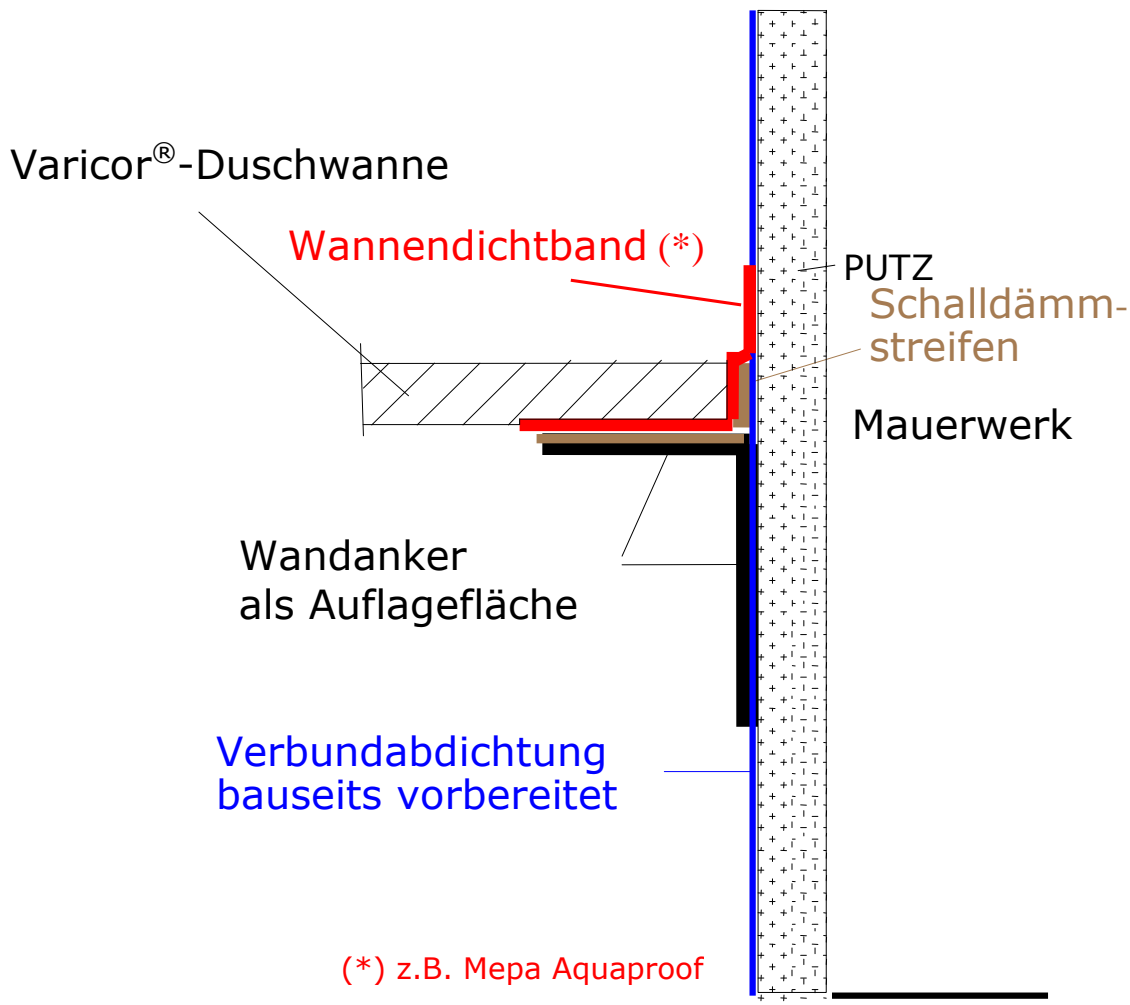 Varicor®-Duschwanne
Wannendichtband (*)
PUTZ
Schalldämm-
streifen
Mauerwerk
Wandanker
als Auflagefläche
Verbundabdichtung
bauseits vorbereitet
(*) z.B. Mepa Aquaproof